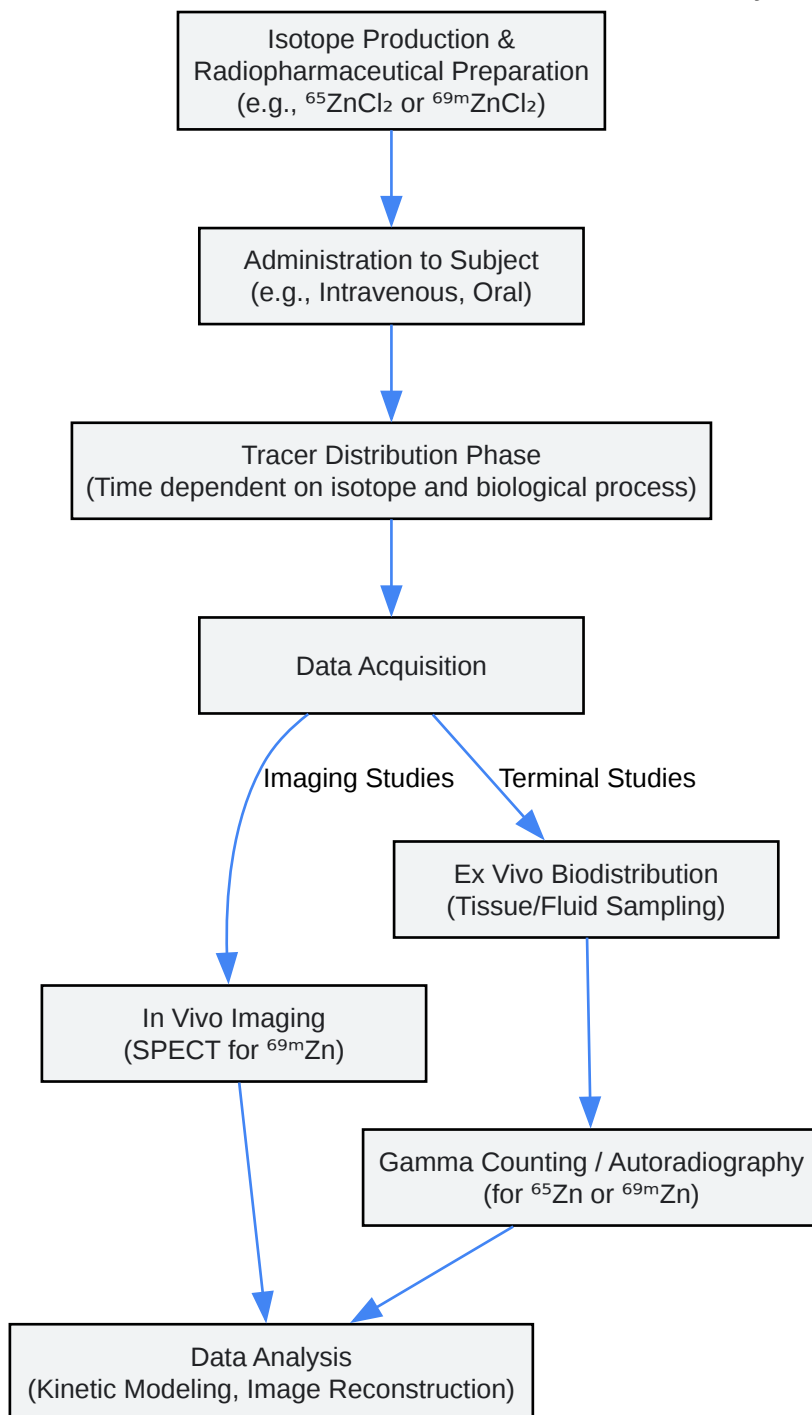 Isotope Production &
Radiopharmaceutical Preparation
(e.g., ⁶⁵ZnCl₂ or ⁶⁹ᵐZnCl₂)
Administration to Subject
(e.g., Intravenous, Oral)
Tracer Distribution Phase
(Time dependent on isotope and biological process)
Data Acquisition
Imaging Studies
Terminal Studies
Ex Vivo Biodistribution
(Tissue/Fluid Sampling)
In Vivo Imaging
(SPECT for ⁶⁹ᵐZn)
Gamma Counting / Autoradiography
(for ⁶⁵Zn or ⁶⁹ᵐZn)
Data Analysis
(Kinetic Modeling, Image Reconstruction)